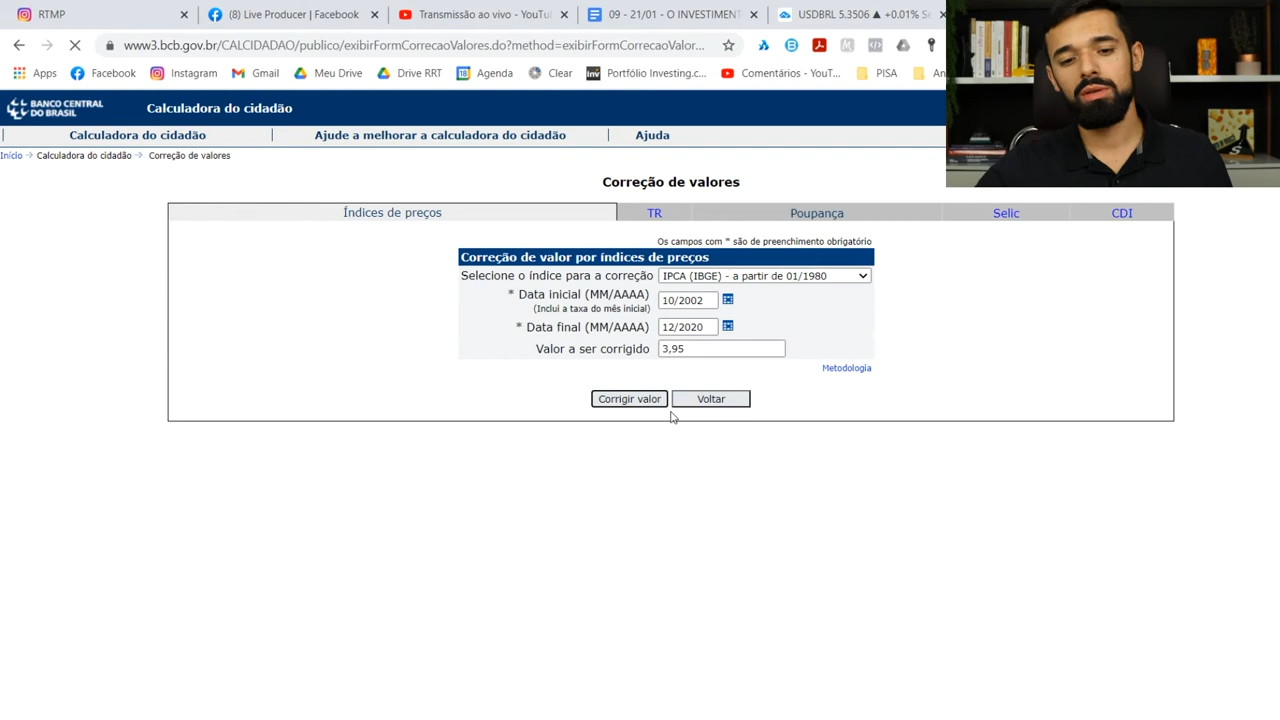 RTMP
(8) Live Producer | Facebook
Transmissão ao vivo - YouTu
09 - 21/01 - O INVESTIMENT
USDBRL 5.3506 ▲ +0.01% Se
www3.bcb.gov.br/CALCIDADAO/publico/exibirFormCorrecaoValores.do?method=exibirFormCorrecaoValor...
Apps Facebook Instagram Gmail Meu Drive Drive RRT Agenda Clear Portfólio Investing.c... Comentários - YouT... PISA An
BANCO CENTRAL
DO BRASIL
Calculadora do cidadão
Calculadora do cidadão Ajude a melhorar a calculadora do cidadão Ajuda
Início Calculadora do cidadão Correção de valores
Correção de valores
Índices de preços TR Poupança Selic CDI
Os campos com * são de preenchimento obrigatório
Correção de valor por índices de preços
Selecione o índice para a correção IPCA (IBGE) - a partir de 01/1980
* Data inicial (MM/AAAA) 10/2002
(Inclui a taxa do mês inicial)
* Data final (MM/AAAA) 12/2020
Valor a ser corrigido 3,95
Metodologia
Corrigir valor Voltar